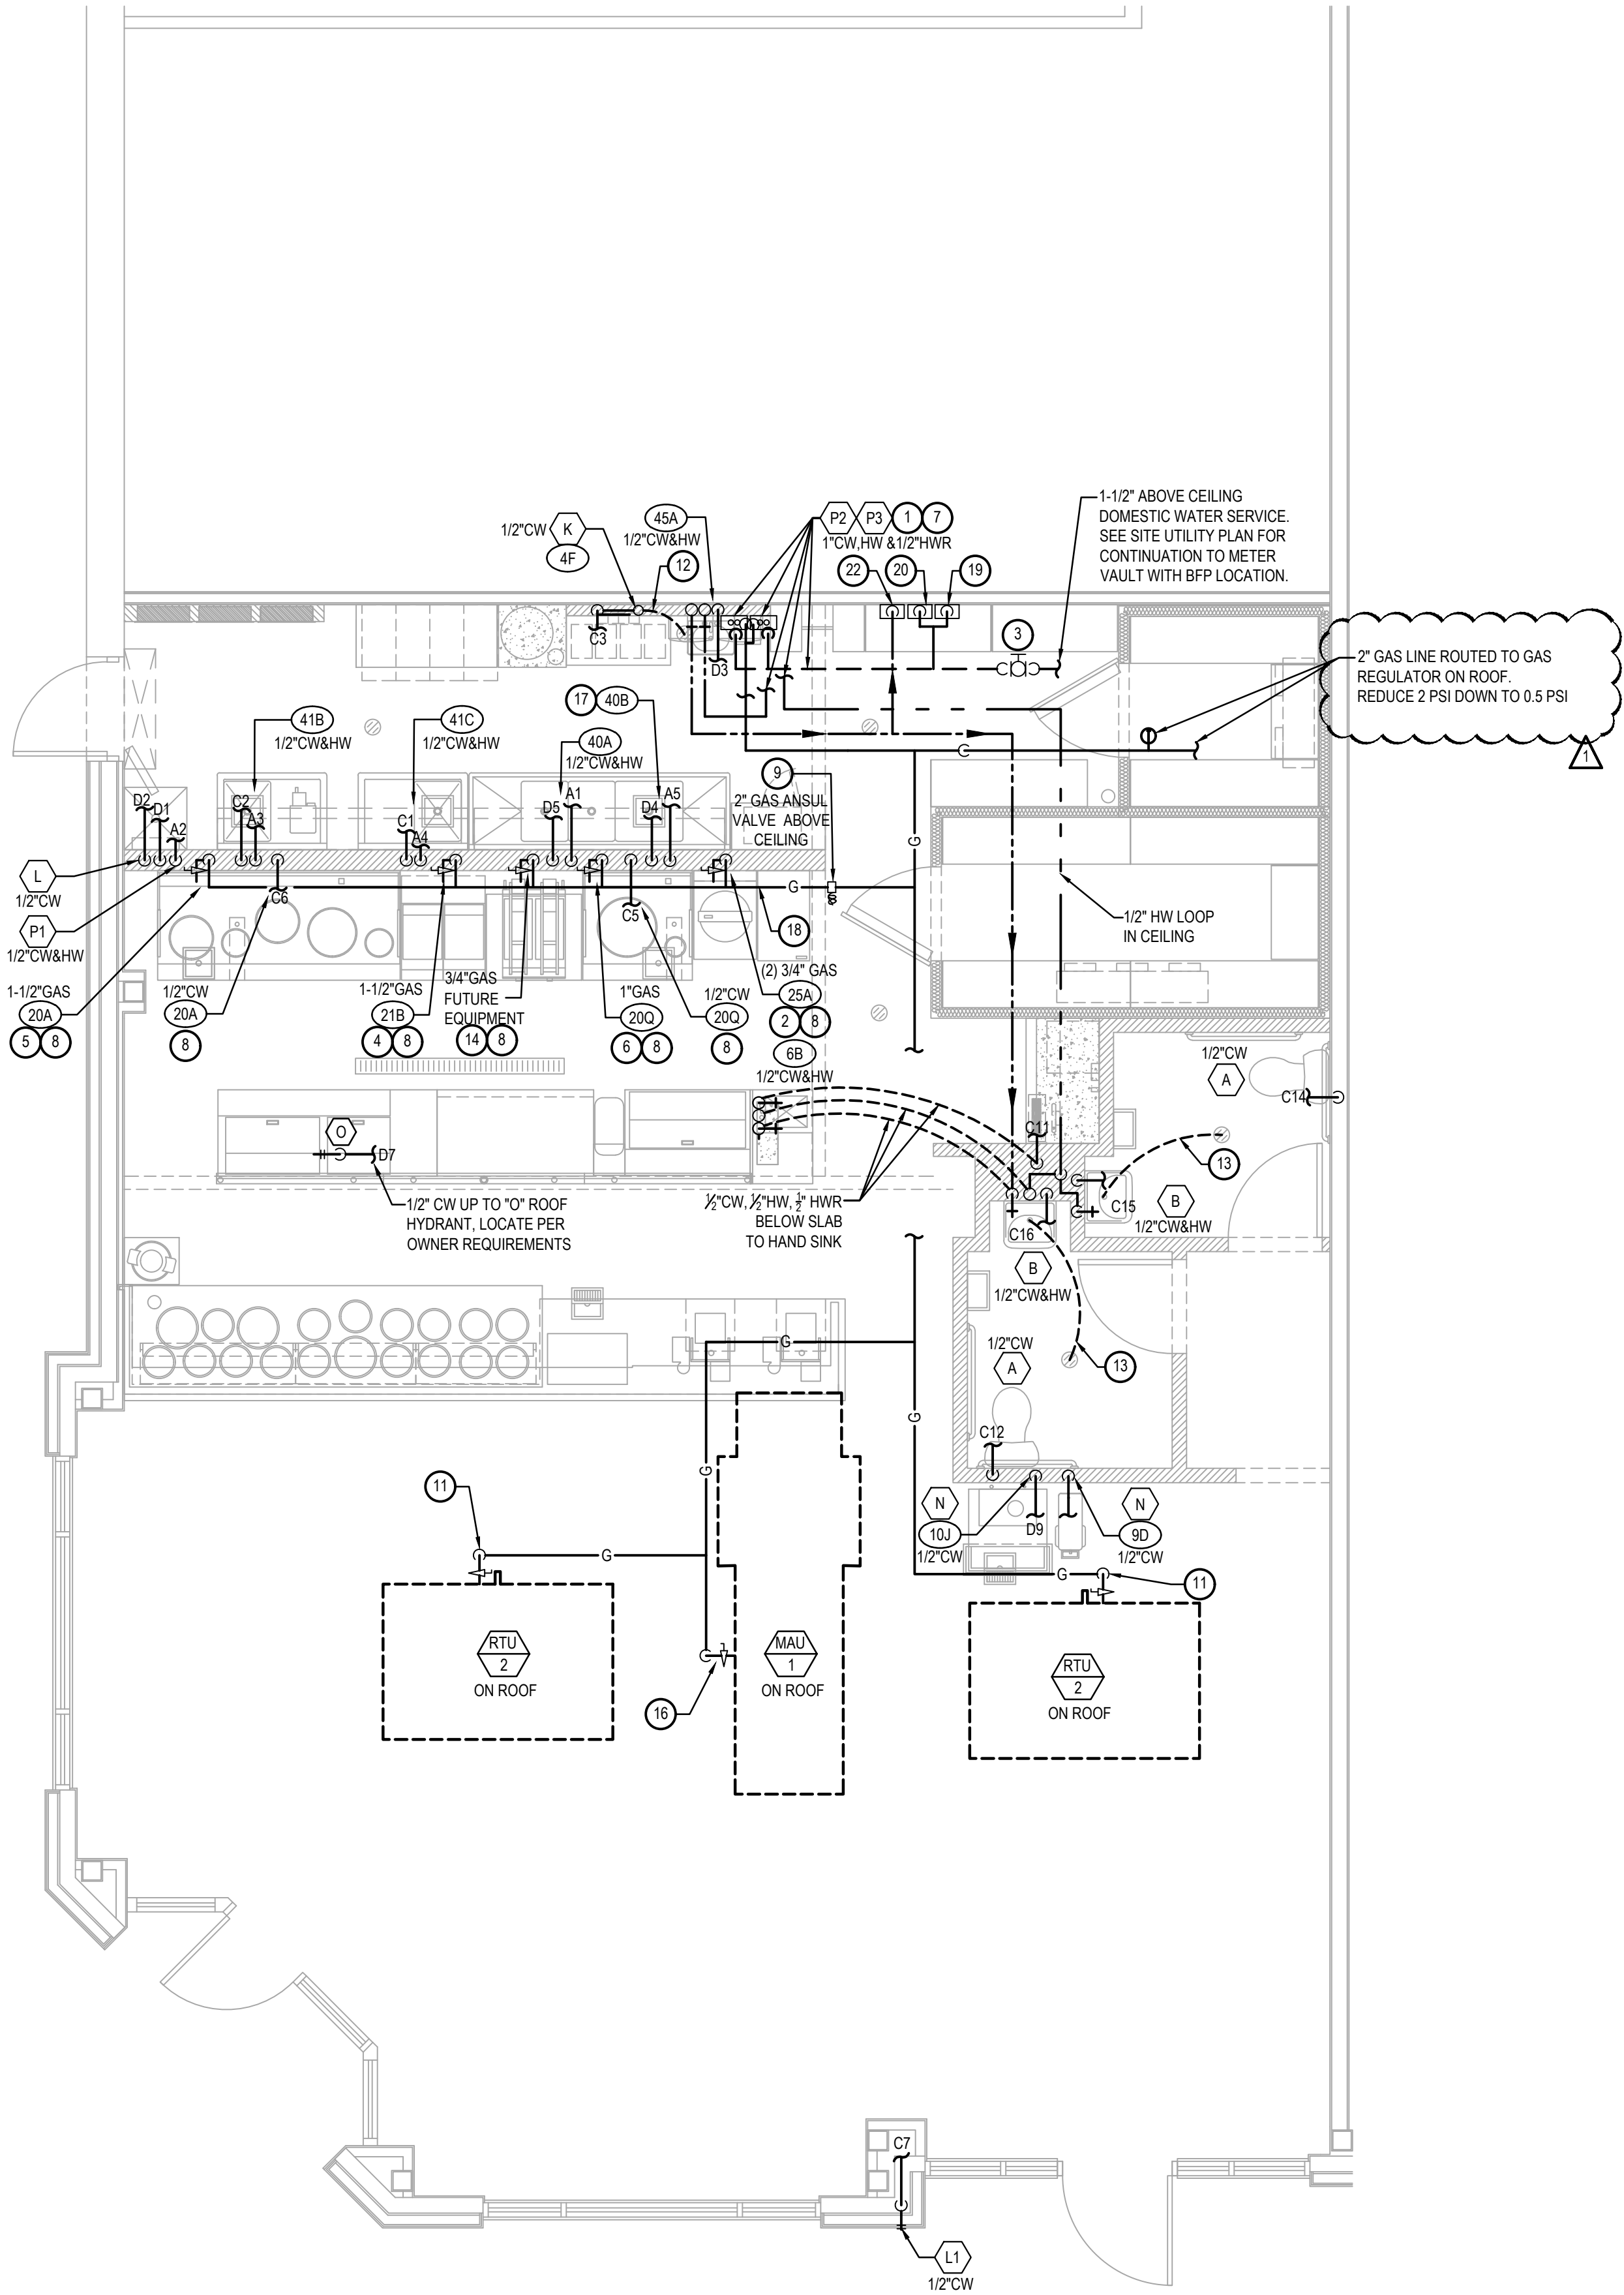 1-1/2" ABOVE CEILING
DOMESTIC WATER SERVICE.
SEE SITE UTILITY PLAN FOR
CONTINUATION TO METER
VAULT WITH BFP LOCATION.
P2 P3 1 7
1"CW,HW &1/2"HWR
45A
1/2"CW&HW
1/2"CW K
4F
12
22
20
19
3
C3
D3
2" GAS LINE ROUTED TO GAS
REGULATOR ON ROOF.
REDUCE 2 PSI DOWN TO 0.5 PSI
1
17 40B
41B
1/2"CW&HW
41C
1/2"CW&HW
40A
1/2"CW&HW
9
2" GAS ANSUL
VALVE ABOVE
CEILING
D2
D1
A2
C2
A3
C1
A4
D5
A1
D4
A5
G
G
G
L
1/2"CW
P1
1/2"CW&HW
C6
C5
18
1/2" HW LOOP
IN CEILING
1-1/2"GAS
20A
5 8
1/2"CW
20A
8
1-1/2"GAS
21B
4 8
3/4"GAS
FUTURE
EQUIPMENT
14 8
1"GAS
20Q
6 8
1/2"CW
20Q
8
(2) 3/4" GAS
25A
2 8
6B
1/2"CW&HW
1/2"CW
A
C14
C11
13
O
D7
1/2" CW UP TO "O" ROOF
HYDRANT, LOCATE PER
OWNER REQUIREMENTS
½"CW, ½"HW, ½" HWR
BELOW SLAB
TO HAND SINK
C15
B
1/2"CW&HW
C16
B
1/2"CW&HW
G
1/2"CW
A
13
G
C12
G
11
N
10J
1/2"CW
D9
N
9D
1/2"CW
G
G
11
RTU
2
ON ROOF
MAU
1
ON ROOF
RTU
2
ON ROOF
16
C7
L1
1/2"CW